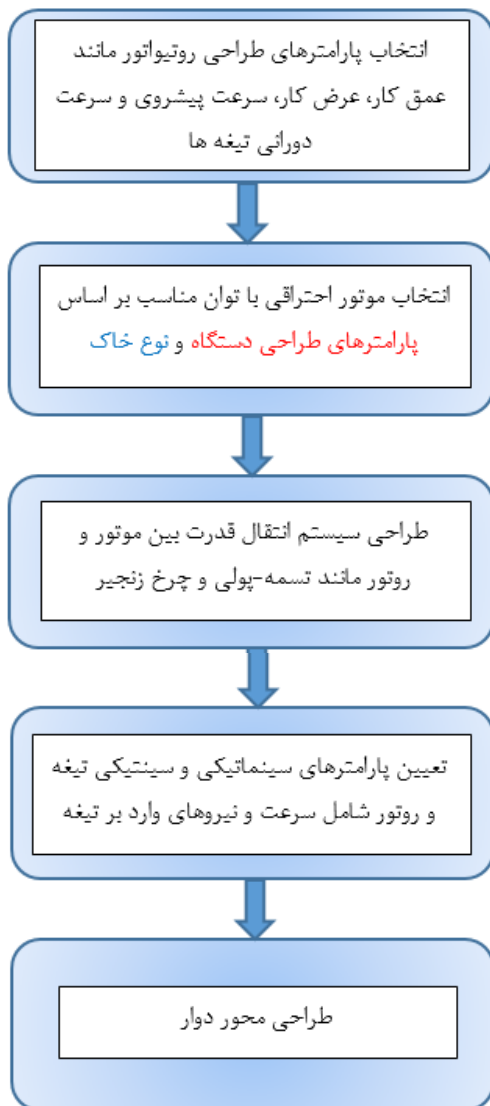 انتخاب پارامترهای طراحی روتیواتور مانند
عمق کار، عرض کار، سرعت پیشروی و سرعت
دورانی تیغه ها
انتخاب موتور احتراقی با توان مناسب بر اساس
پارامترهای طراحی دستگاه و نوع خاک
طراحی سیستم انتقال قدرت بین موتور و
روتور مانند تسمه-پولی و چرخ زنجیر
تعیین پارامترهای سینماتیکی و سینتیکی تیغه
و روتور شامل سرعت و نیروهای وارد بر تیغه
طراحی محور دوار